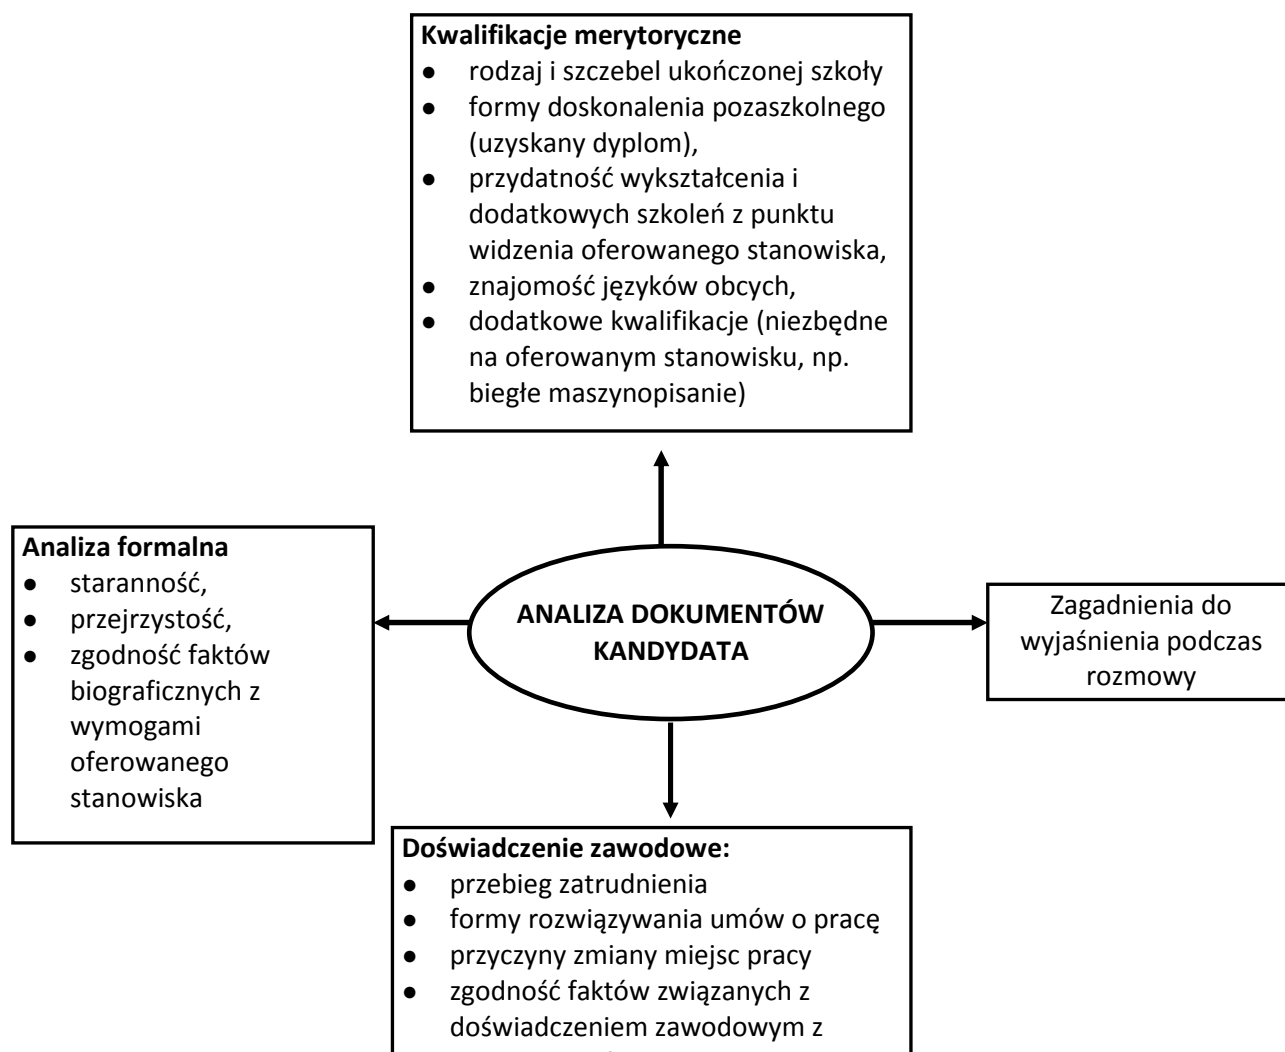 Kwalifikacje merytoryczne
● rodzaj i szczebel ukończonej szkoły
● formy doskonalenia pozaszkolnego
(uzyskany dyplom),
● przydatność wykształcenia i
dodatkowych szkoleń z punktu
widzenia oferowanego stanowiska,
● znajomość języków obcych,
● dodatkowe kwalifikacje (niezbędne
na oferowanym stanowisku, np.
biegłe maszynopisanie)
Analiza formalna
● staranność,
● przejrzystość,
● zgodność faktów
biograficznych z
wymogami
oferowanego
stanowiska
ANALIZA DOKUMENTÓW
KANDYDATA
Zagadnienia do
wyjaśnienia podczas
rozmowy
Doświadczenie zawodowe:
● przebieg zatrudnienia
● formy rozwiązywania umów o pracę
● przyczyny zmiany miejsc pracy
● zgodność faktów związanych z
doświadczeniem zawodowym z